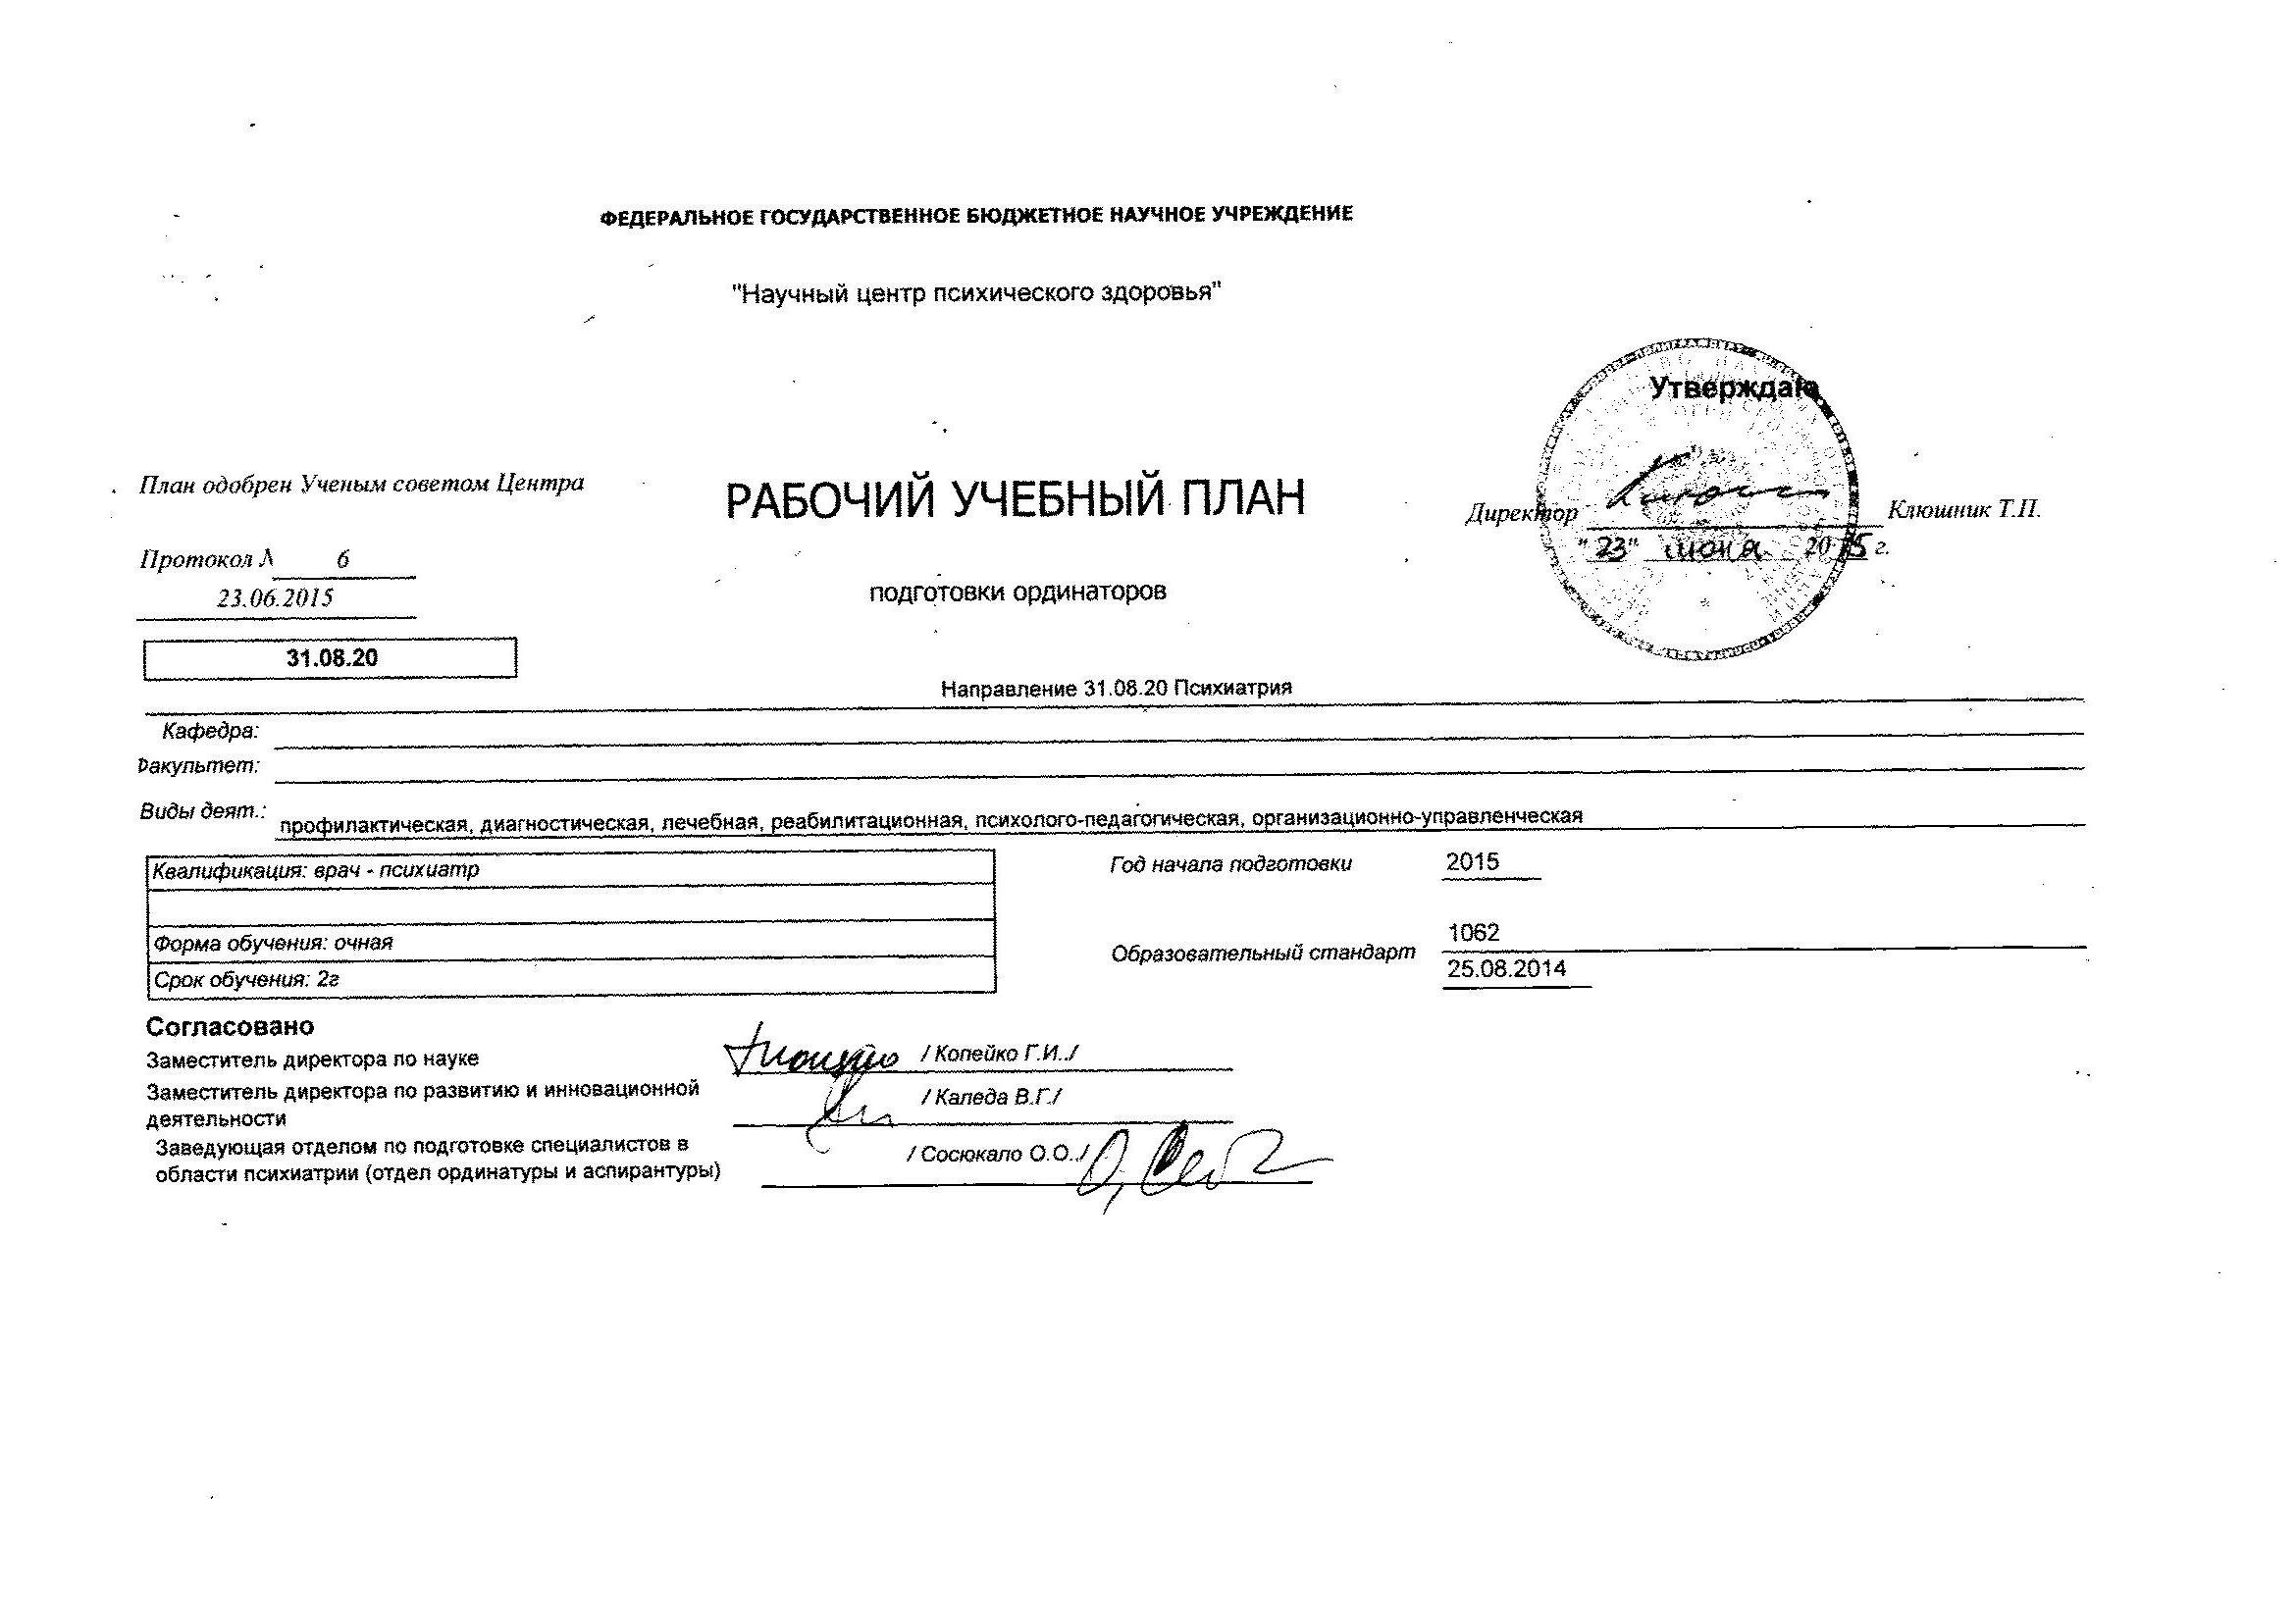 ФЕДЕРАЛЬНОЕ ГОСУДАРСТВЕННОЕ БЮДЖЕТНОЕ НАУЧНОЕ УЧРЕЖДЕНИЕ
"Научный центр психического здоровья"
Утверждаю
План одобрен Ученым советом Центра
РАБОЧИЙ УЧЕБНЫЙ ПЛАН
Директор Клюшник Т.П.
"23" июня 2015 г.
Протокол № 6
23.06.2015
подготовки ординаторов
31.08.20
Направление 31.08.20 Психиатрия
Кафедра:
Факультет:
Виды деят.: профилактическая, диагностическая, лечебная, реабилитационная, психолого-педагогическая, организационно-управленческая
Квалификация: врач - психиатр
Год начала подготовки 2015
Форма обучения: очная
Образовательный стандарт 1062
25.08.2014
Срок обучения: 2г
Согласовано
Заместитель директора по науке / Копейко Г.И../
Заместитель директора по развитию и инновационной
деятельности / Каледа В.Г./
Заведующая отделом по подготовке специалистов в
области психиатрии (отдел ординатуры и аспирантуры) / Сосюкало О.О../